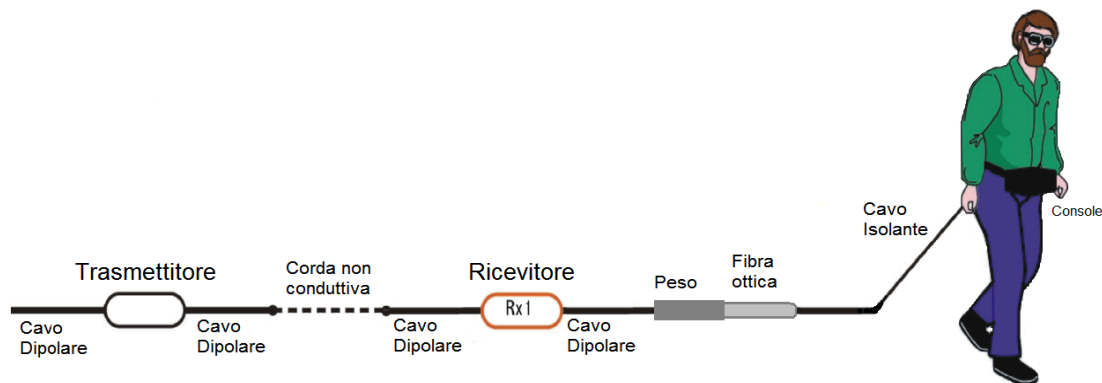 Trasmettitore
Corda non
conduttiva
Ricevitore
Rx1
Peso
Fibra
ottica
Cavo
Isolante
Console
Cavo
Dipolare
Cavo
Dipolare
Cavo
Dipolare
Cavo
Dipolare